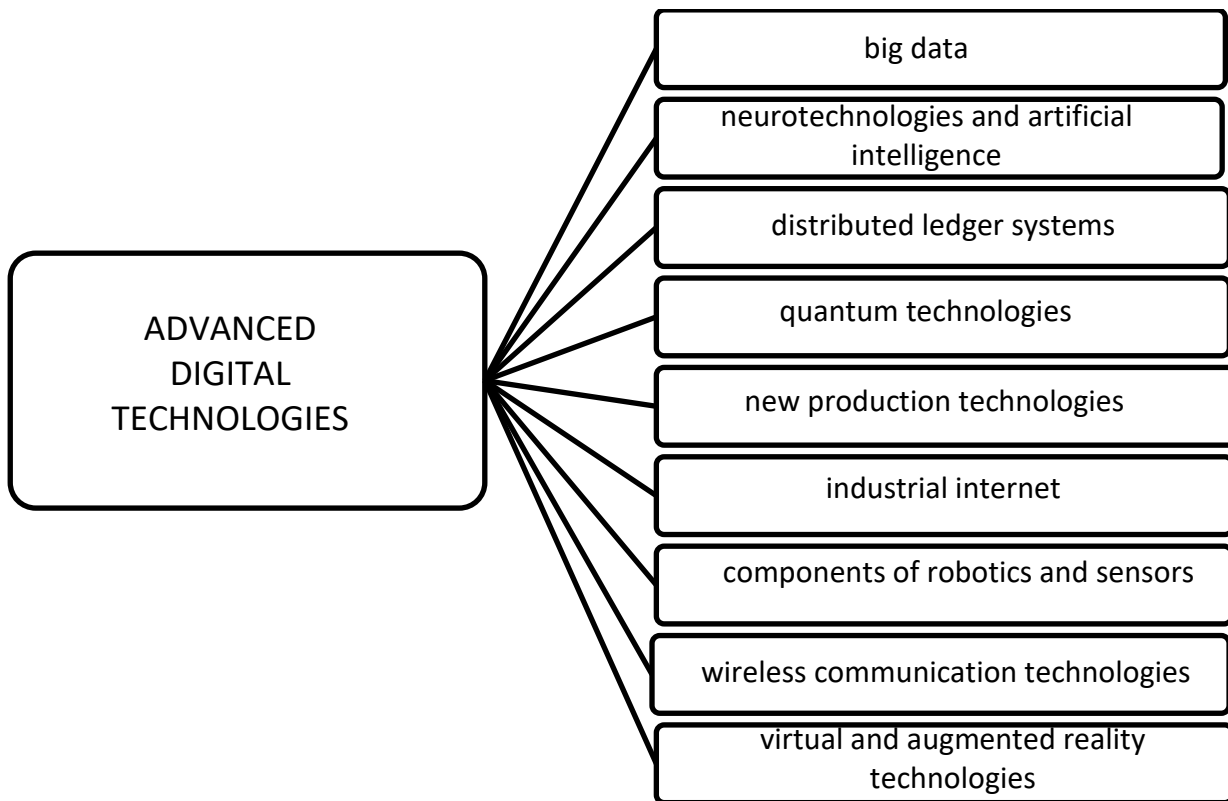 big data
neurotechnologies and artificial
intelligence
distributed ledger systems
quantum technologies
ADVANCED
DIGITAL
TECHNOLOGIES
new production technologies
industrial internet
components of robotics and sensors
wireless communication technologies
virtual and augmented reality
technologies